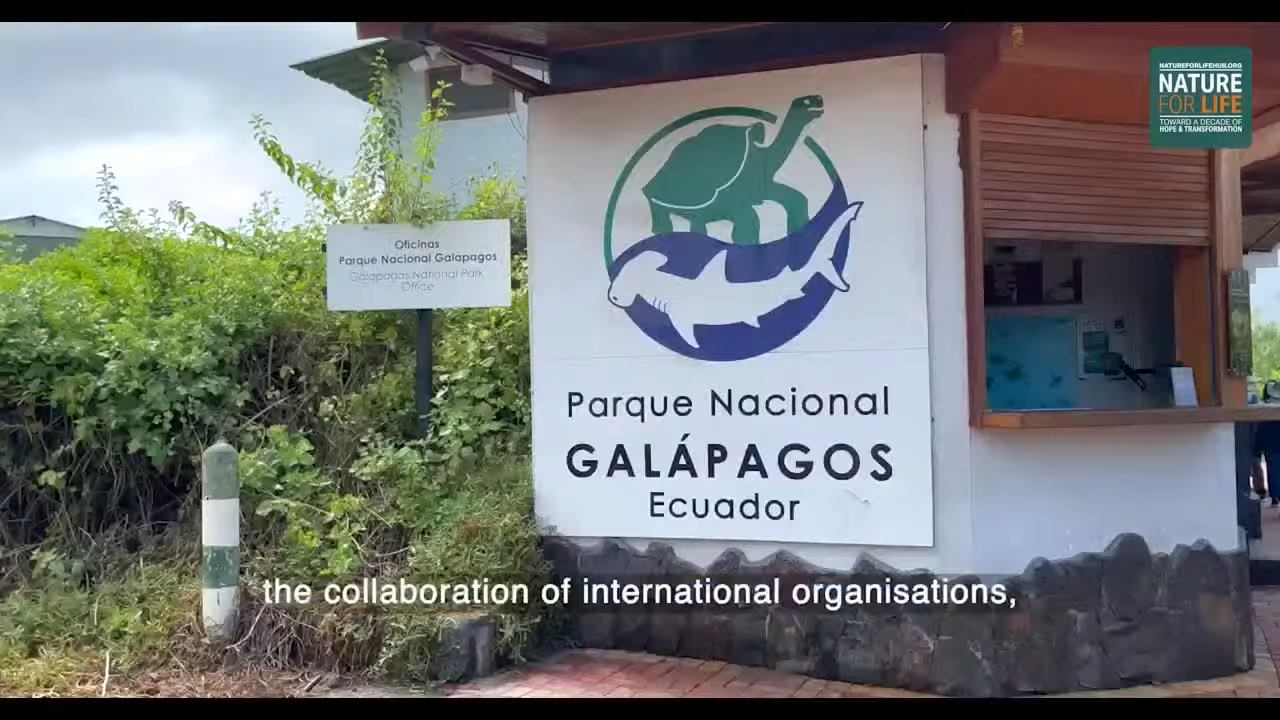 NATUREFORLIFEHUB.ORG
NATURE
FOR LIFE
TOWARD A DECADE OF
HOPE & TRANSFORMATION
Oficinas
Parque Nacional Galapagos
Galapagos National Park
Office
Parque Nacional
GALÁPAGOS
Ecuador
the collaboration of international organisations,